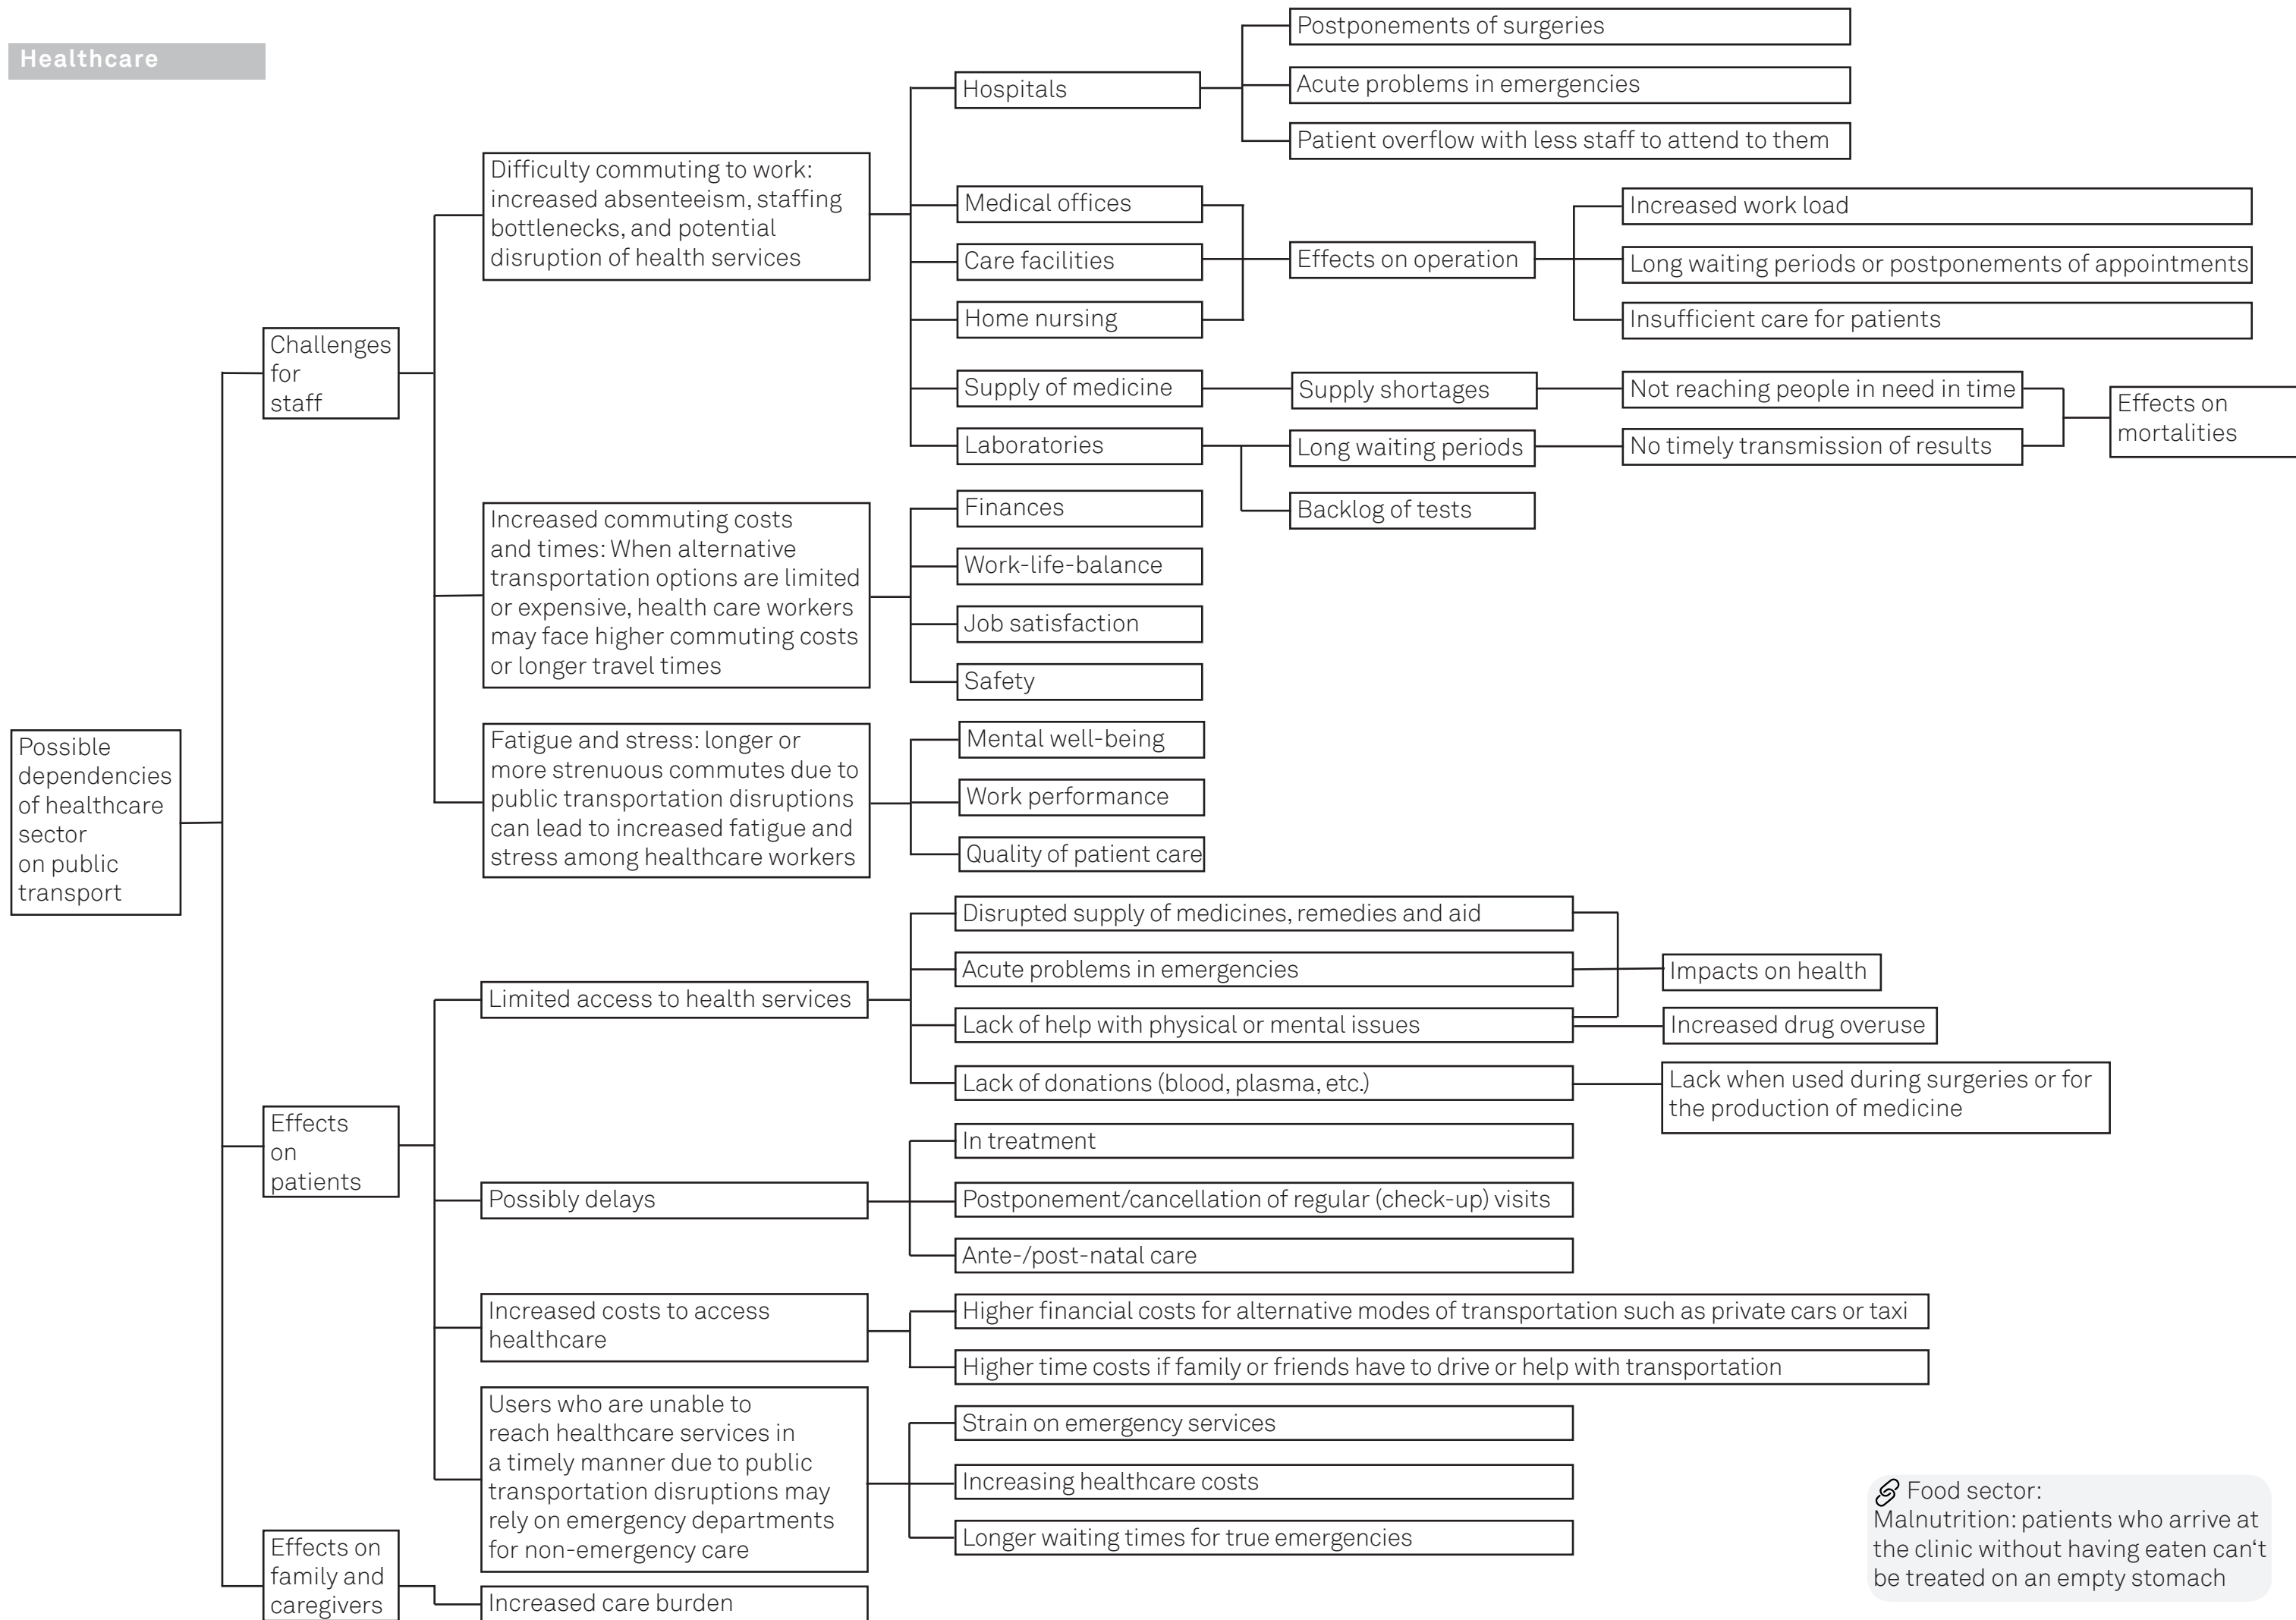 Healthcare
Possible
dependencies
of healthcare
sector
on public
transport
Challenges
for
staff
Difficulty commuting to work:
increased absenteeism, staffing
bottlenecks, and potential
disruption of health services
Hospitals
Postponements of surgeries
Acute problems in emergencies
Patient overflow with less staff to attend to them
Medical offices
Care facilities
Home nursing
Effects on operation
Increased work load
Long waiting periods or postponements of appointments
Insufficient care for patients
Supply of medicine
Supply shortages
Not reaching people in need in time
Laboratories
Long waiting periods
No timely transmission of results
Effects on
mortalities
Backlog of tests
Increased commuting costs
and times: When alternative
transportation options are limited
or expensive, health care workers
may face higher commuting costs
or longer travel times
Finances
Work-life-balance
Job satisfaction
Safety
Fatigue and stress: longer or
more strenuous commutes due to
public transportation disruptions
can lead to increased fatigue and
stress among healthcare workers
Mental well-being
Work performance
Quality of patient care
Effects
on
patients
Limited access to health services
Disrupted supply of medicines, remedies and aid
Acute problems in emergencies
Lack of help with physical or mental issues
Impacts on health
Increased drug overuse
Lack of donations (blood, plasma, etc.)
Lack when used during surgeries or for
the production of medicine
Possibly delays
In treatment
Postponement/cancellation of regular (check-up) visits
Ante-/post-natal care
Increased costs to access
healthcare
Higher financial costs for alternative modes of transportation such as private cars or taxi
Higher time costs if family or friends have to drive or help with transportation
Users who are unable to
reach healthcare services in
a timely manner due to public
transportation disruptions may
rely on emergency departments
for non-emergency care
Strain on emergency services
Increasing healthcare costs
Longer waiting times for true emergencies
Effects on
family and
caregivers
Increased care burden
Food sector:
Malnutrition: patients who arrive at
the clinic without having eaten can‘t
be treated on an empty stomach